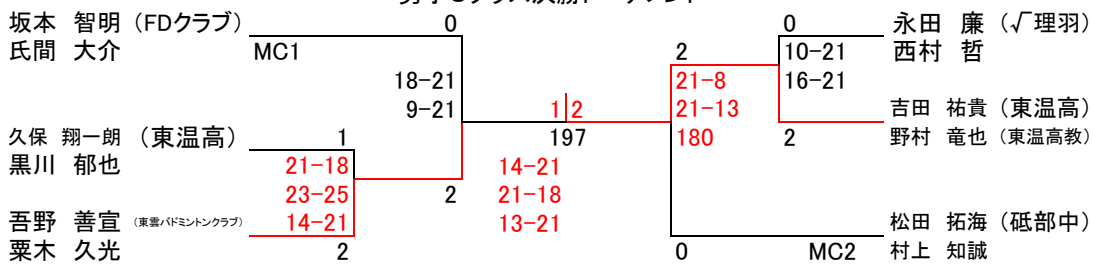 坂本 智明 (FDクラブ) 0
氏間 大介 MC1
18-21
9-21
久保 翔一朗 (東温高) 1
黒川 郁也 21-18
23-25 2
吾野 善宣 (東雲バドミントンクラブ) 14-21
粟木 久光 2
1 2
197
14-21
21-18
13-21
0 永田 廉 (√理羽)
2 10-21 西村 哲
21-8 16-21
21-13 吉田 祐貴 (東温高)
180 2 野村 竜也 (東温高教)
松田 拓海 (砥部中)
0 MC2 村上 知誠